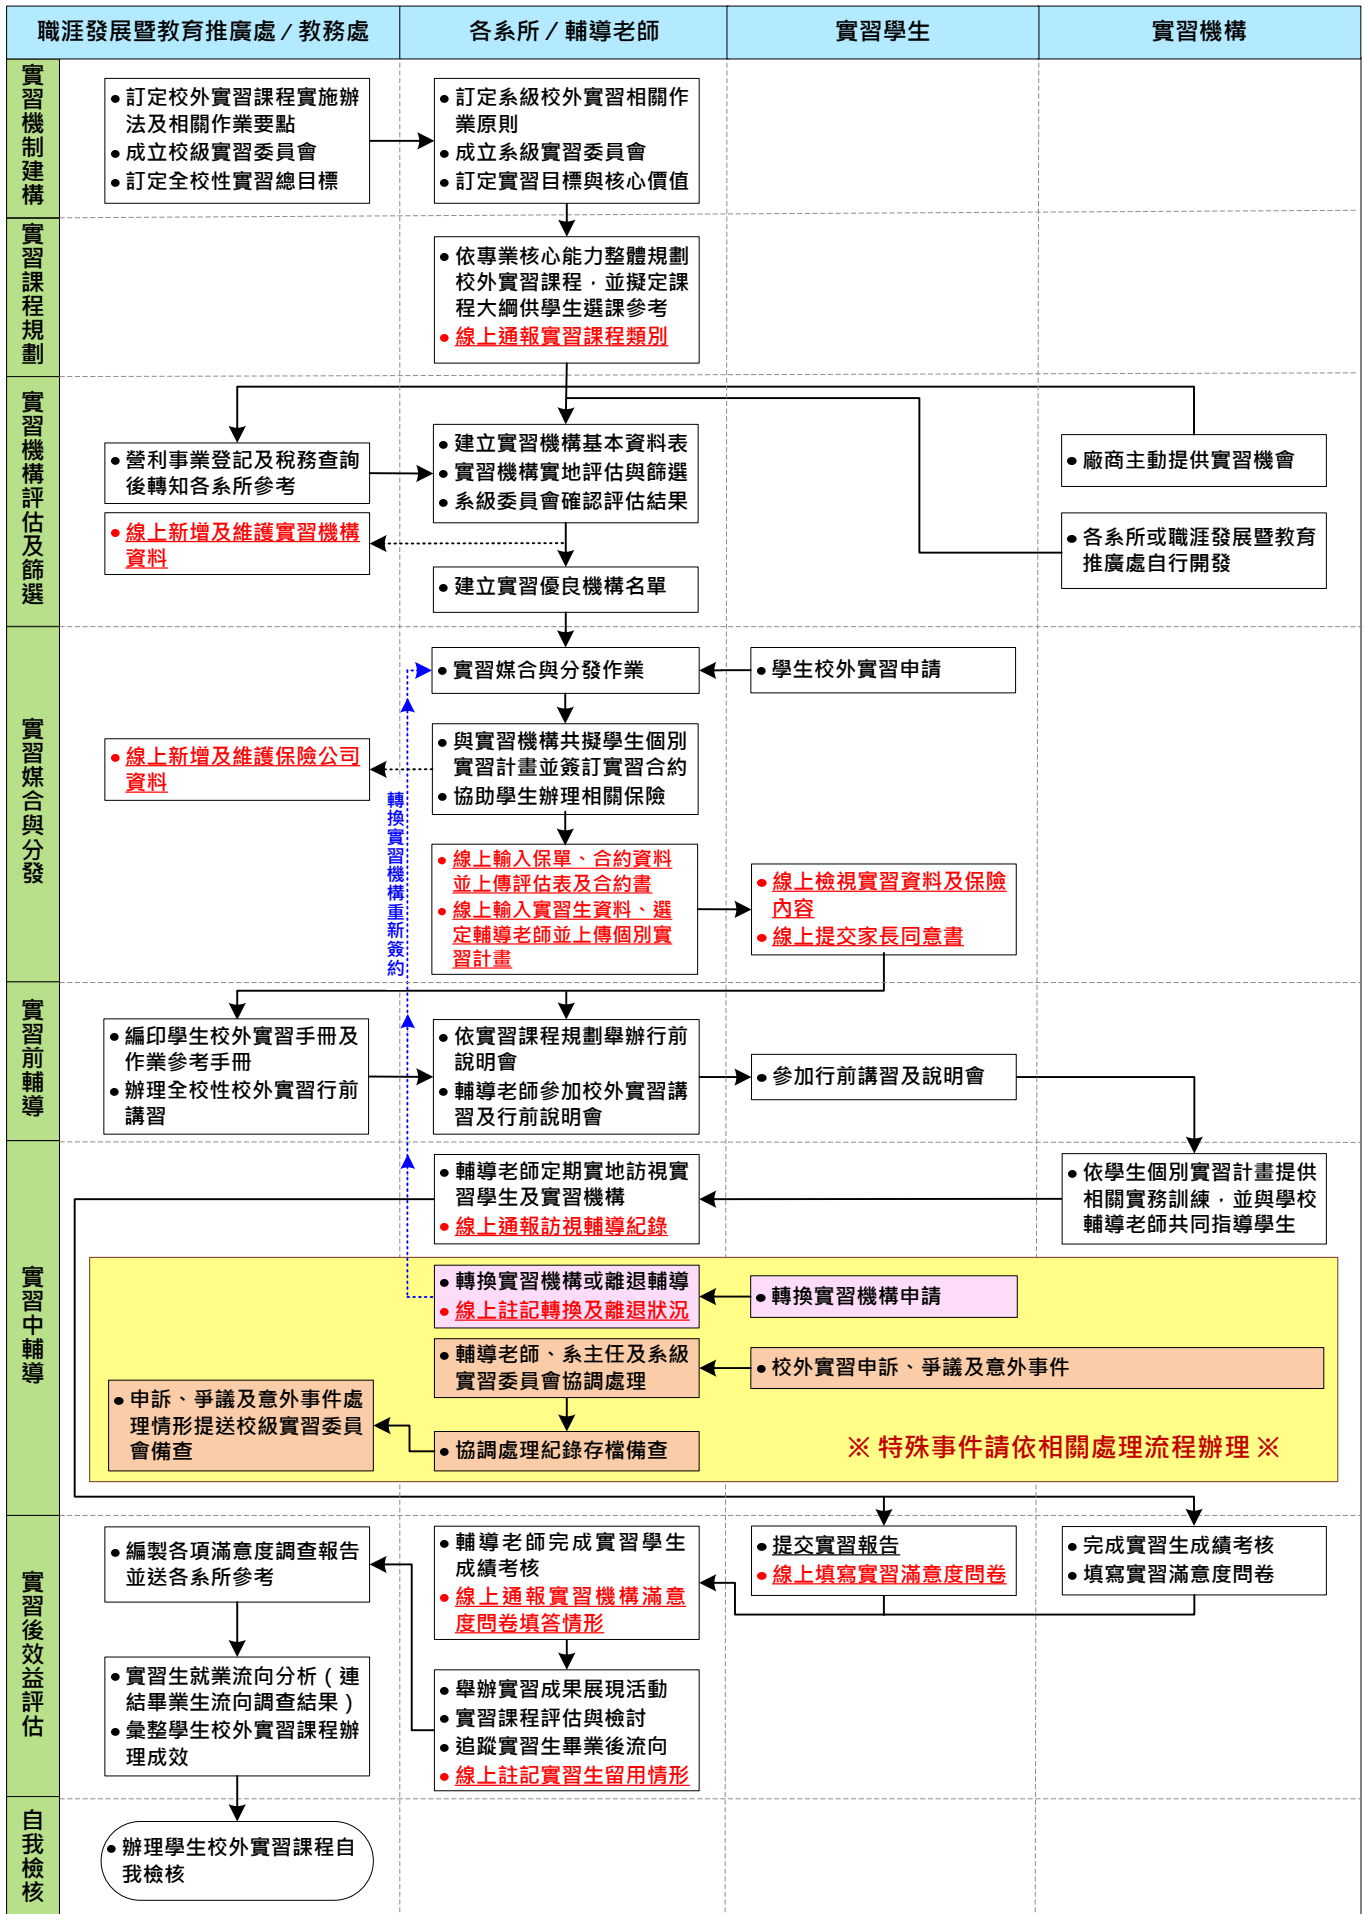 職涯發展暨教育推廣處／教務處
各系所／輔導老師
實習學生
實習機構
實習機制建構
● 訂定校外實習課程實施辦
法及相關作業要點
● 成立校級實習委員會
● 訂定全校性實習總目標
● 訂定系級校外實習相關作
業原則
● 成立系級實習委員會
● 訂定實習目標與核心價值
實習課程規劃
● 依專業核心能力整體規劃
校外實習課程，並擬定課
程大綱供學生選課參考
● 線上通報實習課程類別
實習機構評估及篩選
● 營利事業登記及稅務查詢
後轉知各系所參考
● 建立實習機構基本資料表
● 實習機構實地評估與篩選
● 系級委員會確認評估結果
● 廠商主動提供實習機會
● 線上新增及維護實習機構
資料
● 各系所或職涯發展暨教育
推廣處自行開發
● 建立實習優良機構名單
實習媒合與分發
● 實習媒合與分發作業
● 學生校外實習申請
● 線上新增及維護保險公司
資料
● 與實習機構共擬學生個別
實習計畫並簽訂實習合約
● 協助學生辦理相關保險
轉換實習機構重新簽約
● 線上輸入保單、合約資料
並上傳評估表及合約書
● 線上輸入實習生資料、選
定輔導老師並上傳個別實
習計畫
● 線上檢視實習資料及保險
內容
● 線上提交家長同意書
實習前輔導
● 編印學生校外實習手冊及
作業參考手冊
● 辦理全校性校外實習行前
講習
● 依實習課程規劃舉辦行前
說明會
● 輔導老師參加校外實習講
習及行前說明會
● 參加行前講習及說明會
實習中輔導
● 輔導老師定期實地訪視實
習學生及實習機構
● 線上通報訪視輔導紀錄
● 依學生個別實習計畫提供
相關實務訓練，並與學校
輔導老師共同指導學生
● 轉換實習機構或離退輔導
● 線上註記轉換及離退狀況
● 轉換實習機構申請
● 輔導老師、系主任及系級
實習委員會協調處理
● 校外實習申訴、爭議及意外事件
● 申訴、爭議及意外事件處
理情形提送校級實習委員
會備查
● 協調處理紀錄存檔備查
※ 特殊事件請依相關處理流程辦理 ※
實習後效益評估
● 編製各項滿意度調查報告
並送各系所參考
● 輔導老師完成實習學生
成績考核
● 線上通報實習機構滿意
度問卷填答情形
● 提交實習報告
● 線上填寫實習滿意度問卷
● 完成實習生成績考核
● 填寫實習滿意度問卷
● 實習生就業流向分析（連
結畢業生流向調查結果）
● 彙整學生校外實習課程辦
理成效
● 舉辦實習成果展現活動
● 實習課程評估與檢討
● 追蹤實習生畢業後流向
● 線上註記實習生留用情形
自我檢核
● 辦理學生校外實習課程自
我檢核